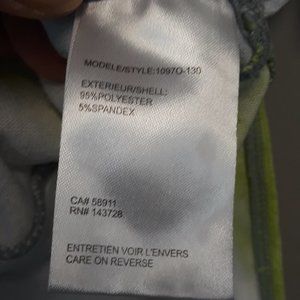 MODELE/STYLE:1097O-130
EXTERIEUR/SHELL:
95%POLYESTER
5%SPANDEX
CA# 58911
RN# 143728
ENTRETIEN VOIR L'ENVERS
CARE ON REVERSE